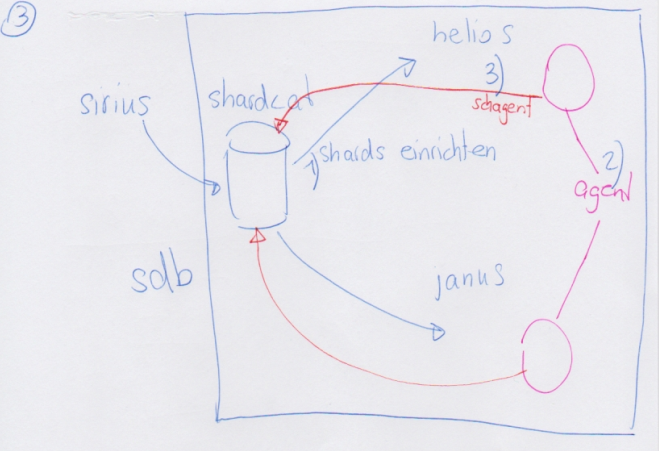 3
helios
3)
sirius
shardcat
schagent
1) shards einrichten
2)
agent
sdb
janus